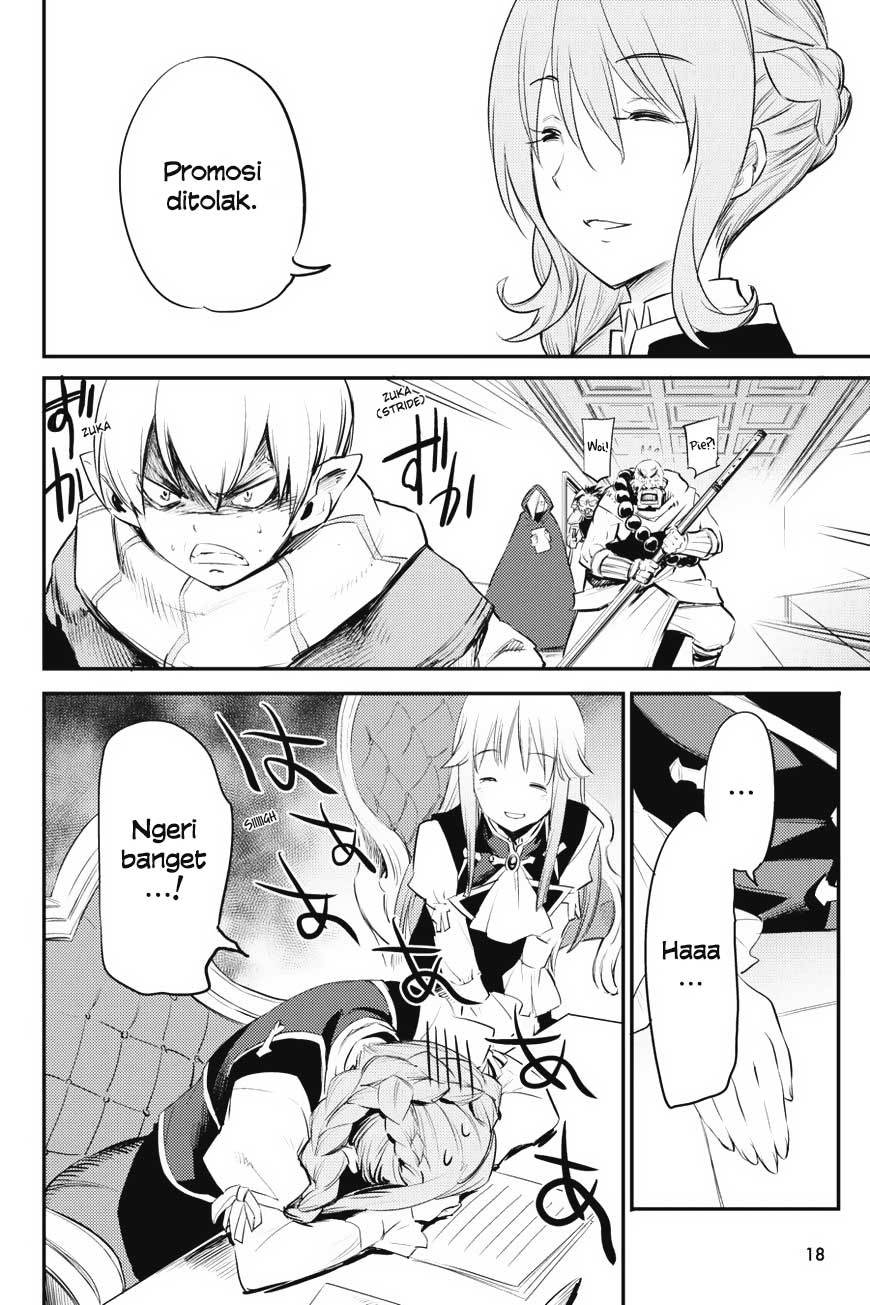 Promosi
ditolak.
ずか
ZUKA
ZUKA
(STRIDE)
ずか
Woi!
Pie?!
...
Haaa
...
はぁぁぁぁ
SIIIIGH
Ngeri
banget
...!
18